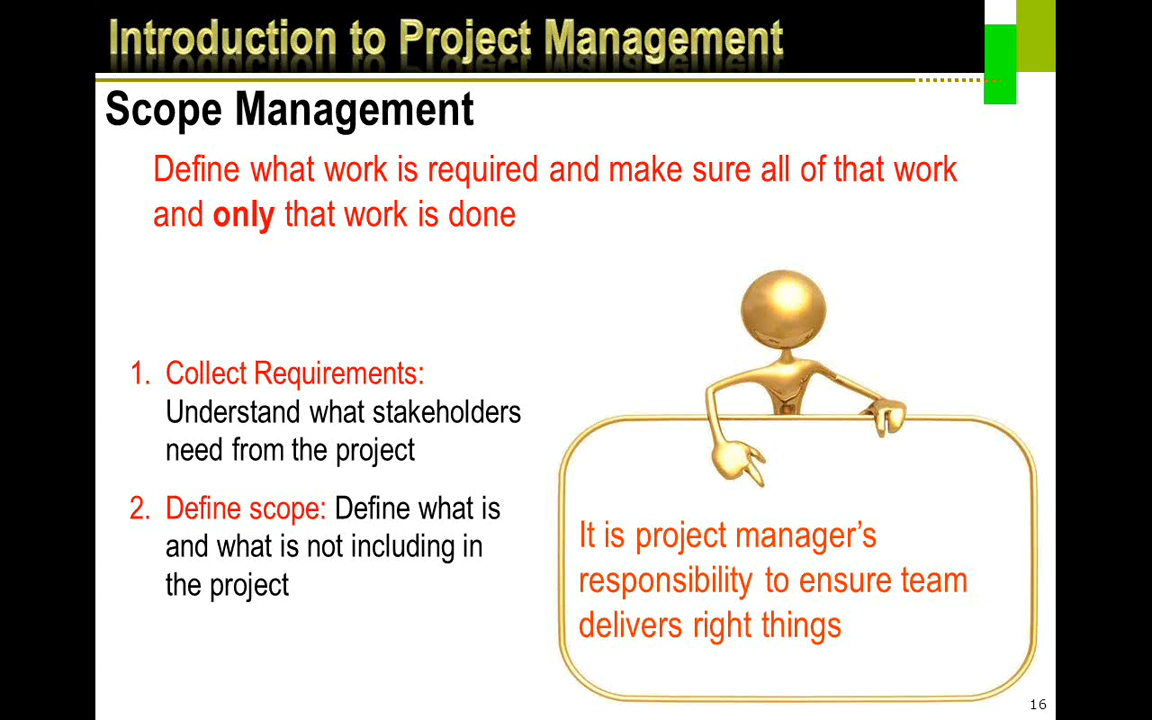 Introduction to Project Management
Scope Management
Define what work is required and make sure all of that work
and only that work is done
1. Collect Requirements:
Understand what stakeholders
need from the project
2. Define scope: Define what is
and what is not including in
the project
It is project manager’s
responsibility to ensure team
delivers right things
16